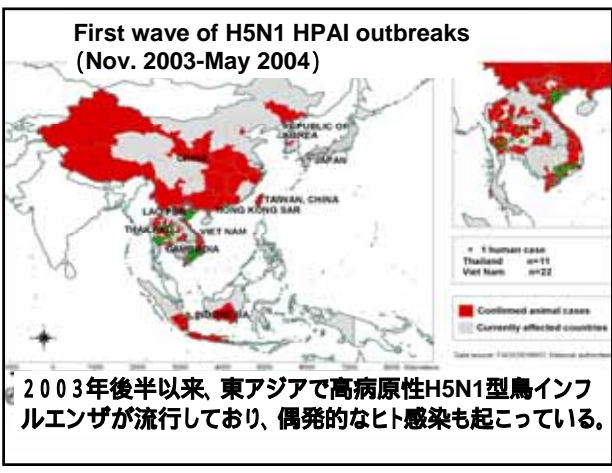 First wave of H5N1 HPAI outbreaks
(Nov. 2003-May 2004)
REPUBLIC OF
KOREA
CHINA
JAPAN
TAIWAN, CHINA
HONG KONG SAR
LAO PDR
VIET NAM
THAILAND
CAMBODIA
INDONESIA
1 human case
Thailand n=11
Viet Nam n=22
Confirmed animal cases
Currently affected countries
2003年後半以来、東アジアで高病原性H5N1型鳥インフ
ルエンザが流行しており、偶発的なヒト感染も起こっている。